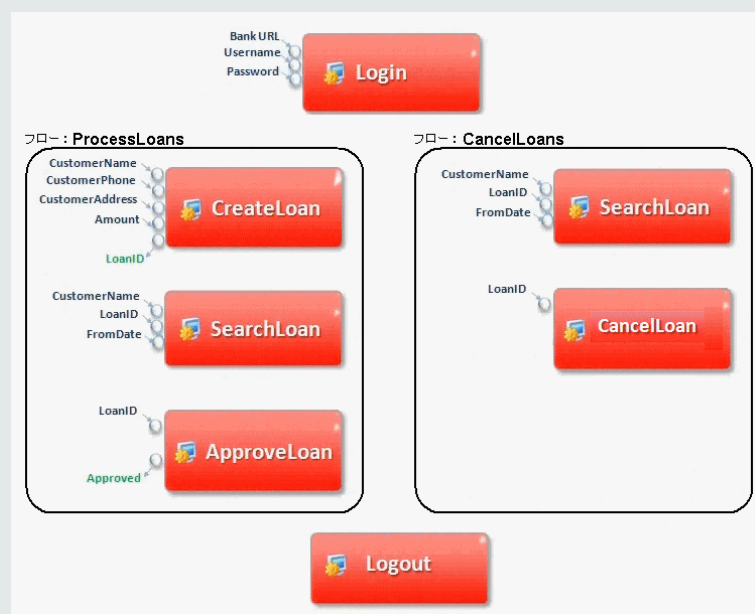 Bank URL
Username
Password
Login
フロー : ProcessLoans
CustomerName
CustomerPhone
CustomerAddress
Amount
LoanID
CreateLoan
CustomerName
LoanID
FromDate
SearchLoan
LoanID
Approved
ApproveLoan
フロー : CancelLoans
CustomerName
LoanID
FromDate
SearchLoan
LoanID
CancelLoan
Logout